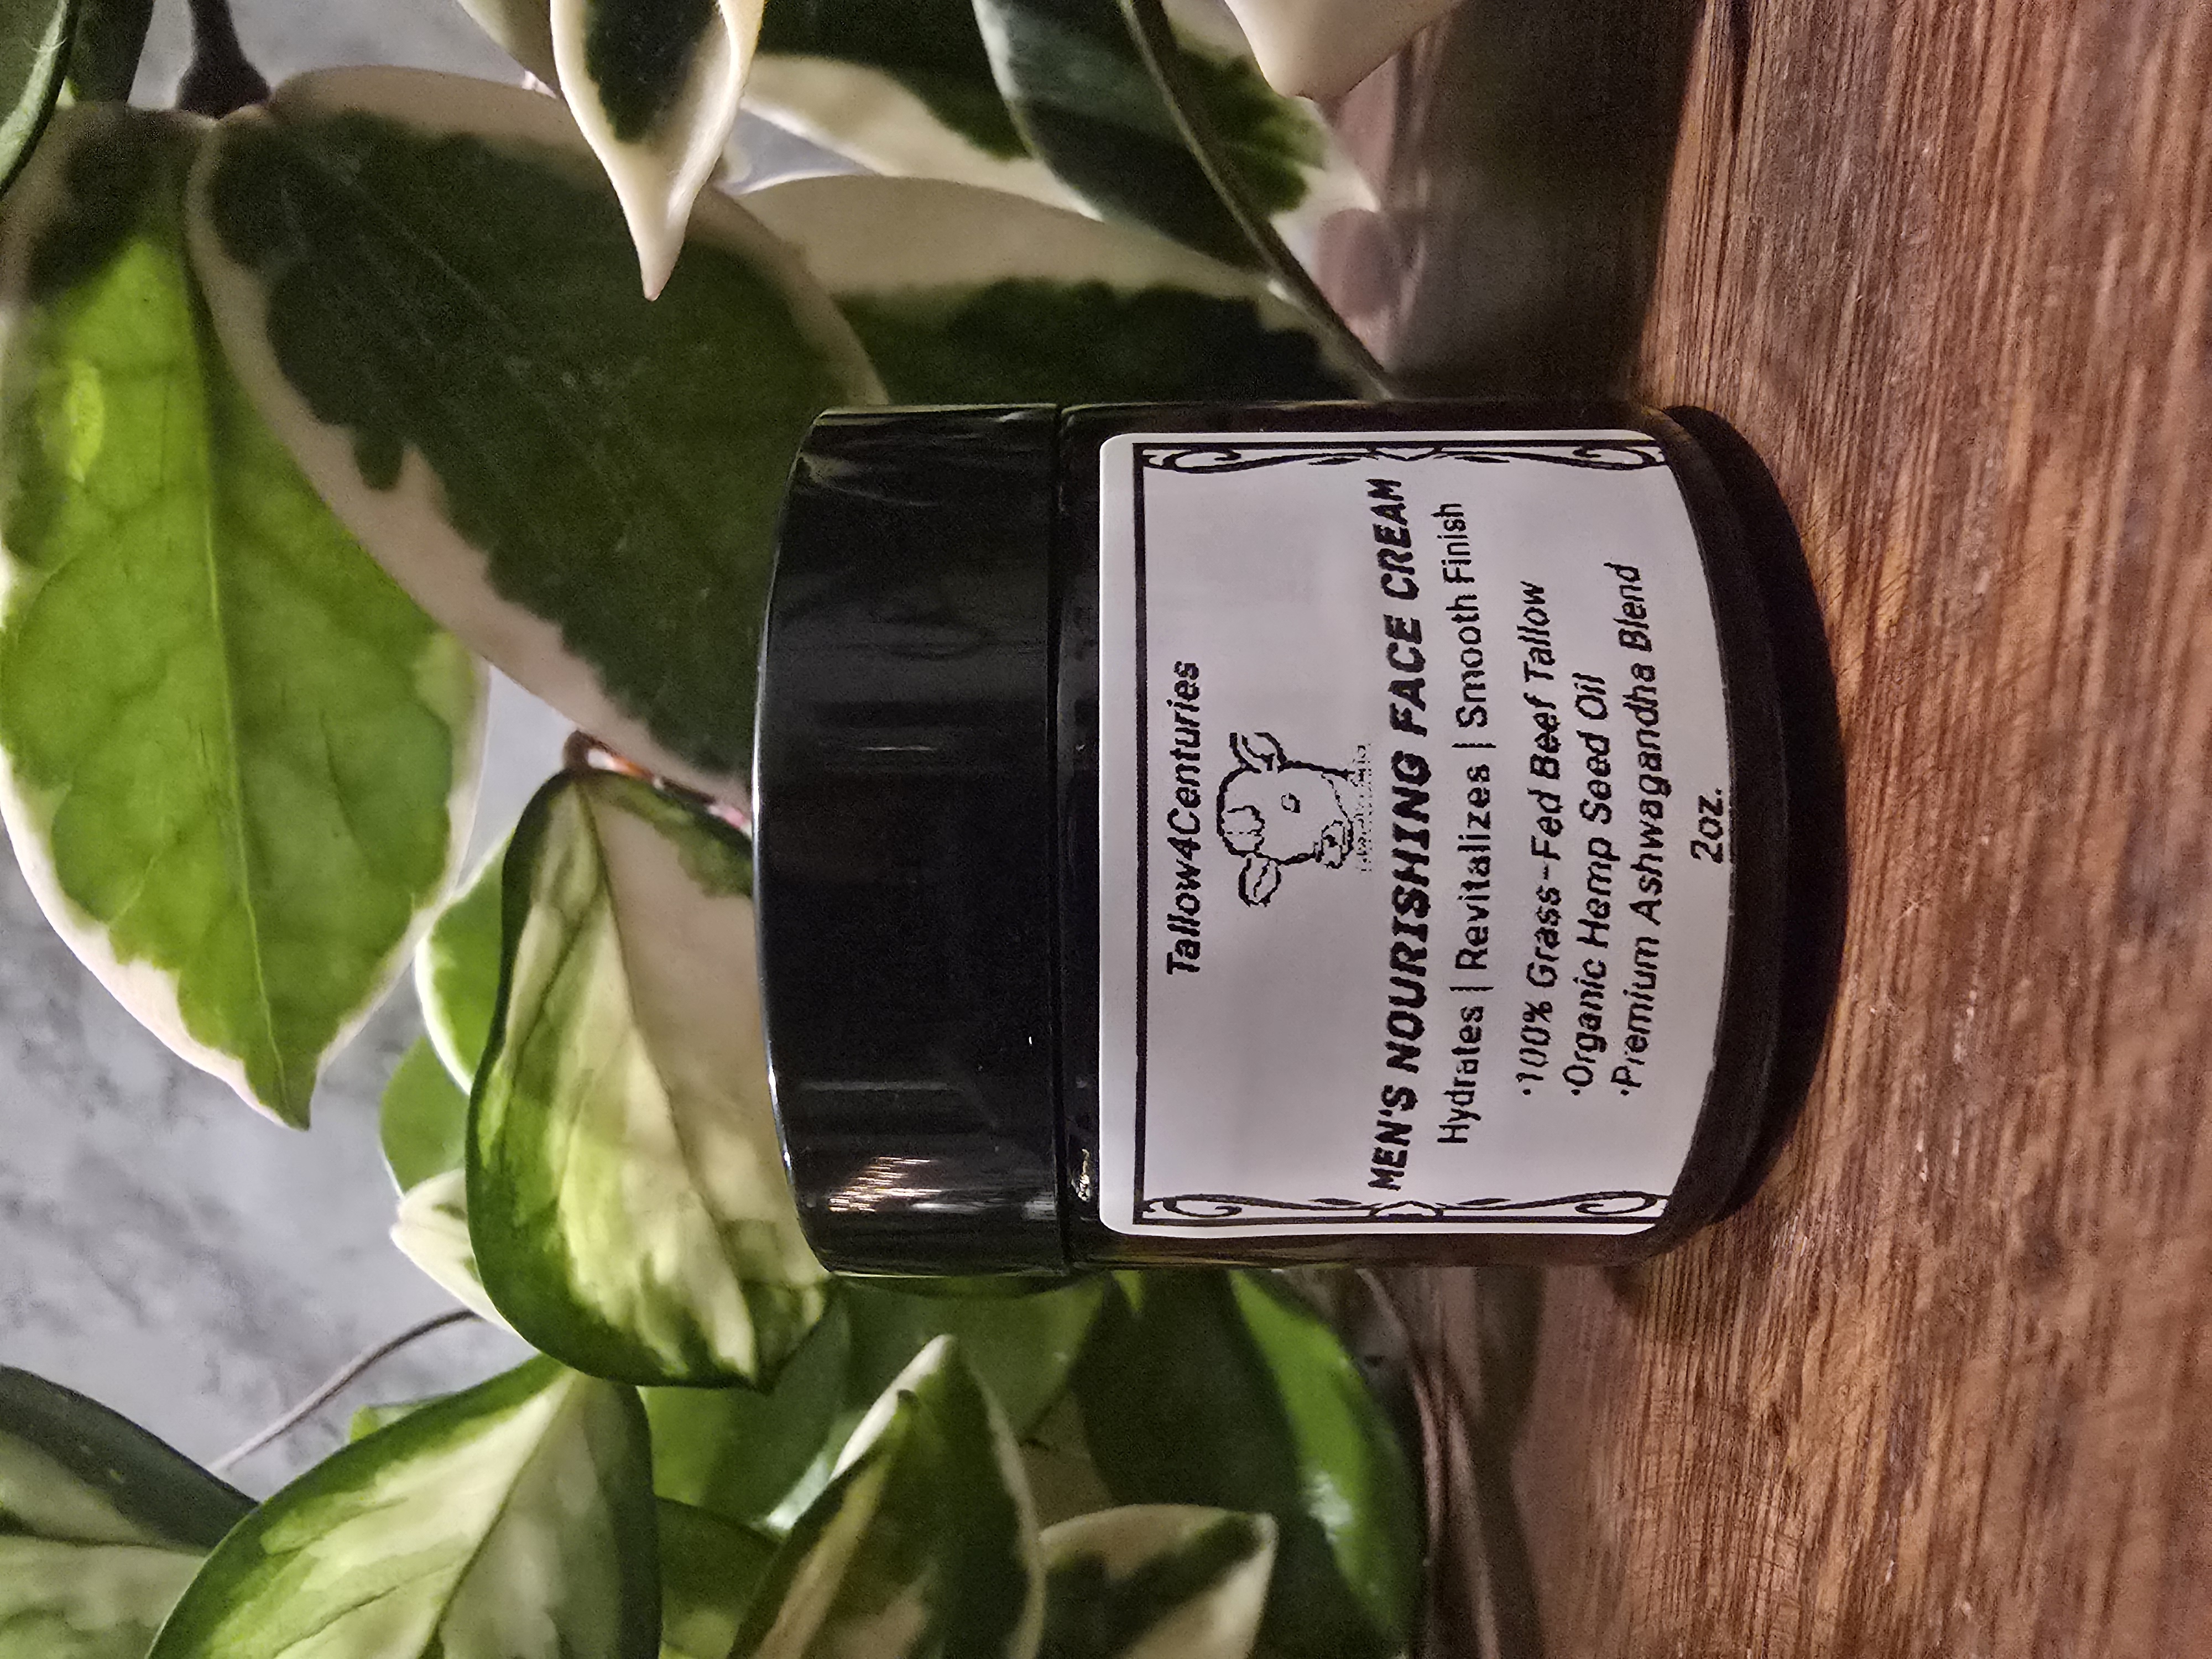 Tallow4Centuries
MEN'S NOURISHING FACE CREAM
Hydrates | Revitalizes | Smooth Finish
·100% Grass-Fed Beef Tallow
·Organic Hemp Seed Oil
·Premium Ashwagandha Blend
2oz.